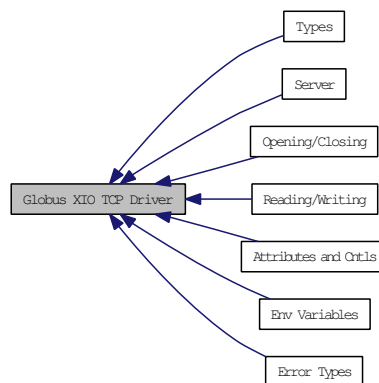 Types
Server
Opening/Closing
Globus XIO TCP Driver
Reading/Writing
Attributes and Cntls
Env Variables
Error Types